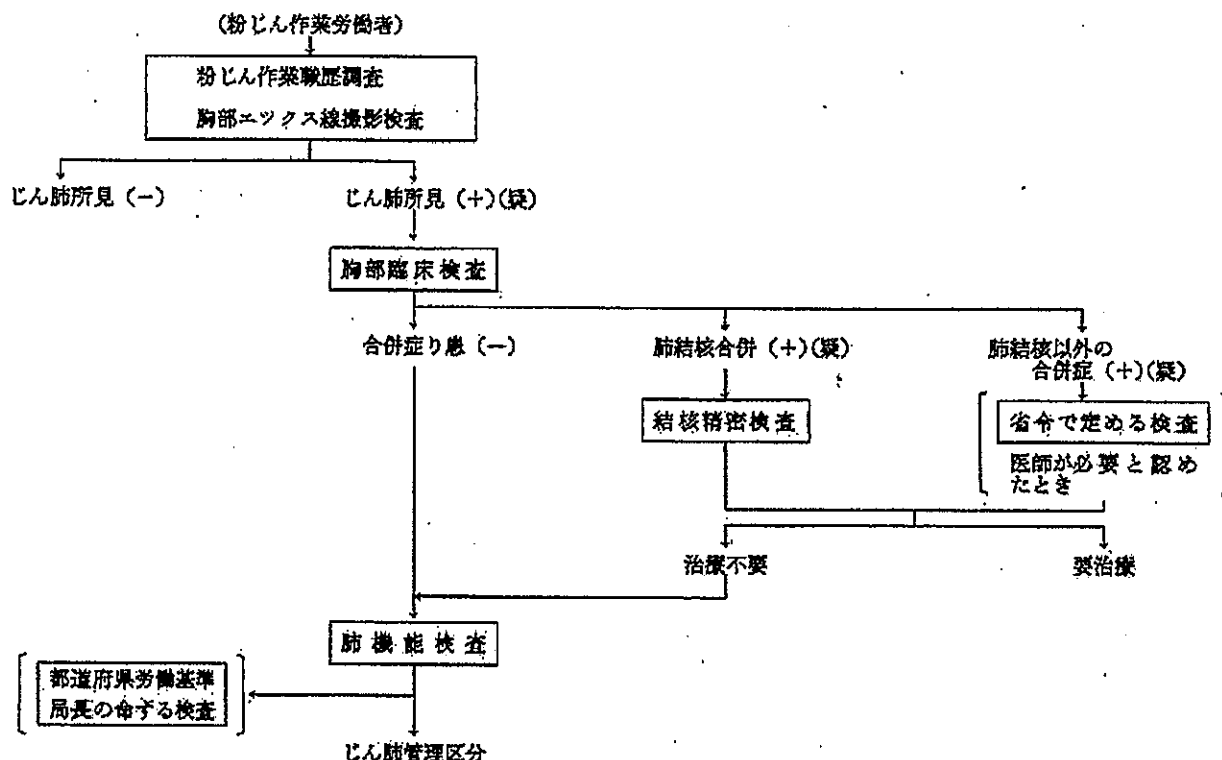 (粉じん作業労働者)
粉じん作業職歴調査
胸部エックス線撮影検査
じん肺所見(－)
じん肺所見(＋)(疑)
胸部臨床検査
合併症り患(－)
肺結核合併(＋)(疑)
肺結核以外の
合併症(＋)(疑)
結核精密検査
省令で定める検査
医師が必要と認め
たとき
治療不要
要治療
肺機能検査
都道府県労働基準
局長の命ずる検査
じん肺管理区分